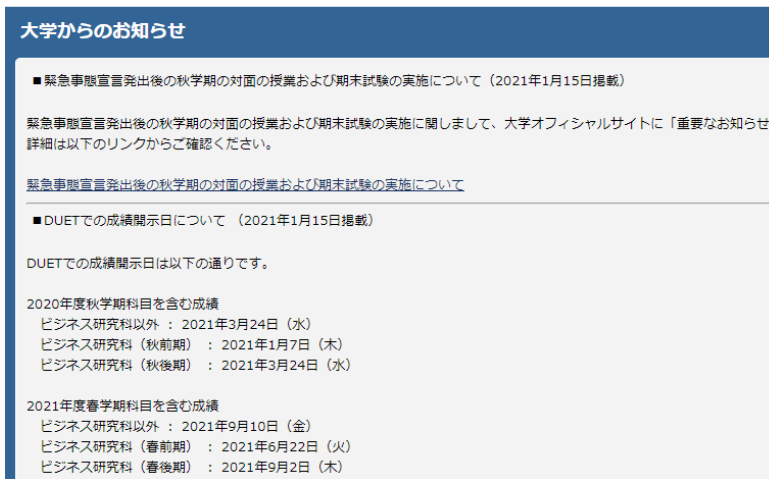 大学からのお知らせ
■緊急事態宣言発出後の秋学期の対面の授業および期末試験の実施について（2021年1月15日掲載）
緊急事態宣言発出後の秋学期の対面の授業および期末試験の実施に関しまして、大学オフィシャルサイトに「重要なお知らせ
詳細は以下のリンクからご確認ください。
緊急事態宣言発出後の秋学期の対面の授業および期末試験の実施について
■DUETでの成績開示日について （2021年1月15日掲載）
DUETでの成績開示日は以下の通りです。
2020年度秋学期科目を含む成績
ビジネス研究科以外 ： 2021年3月24日（水）
ビジネス研究科（秋前期） ： 2021年1月7日（木）
ビジネス研究科（秋後期） ： 2021年3月24日（水）
2021年度春学期科目を含む成績
ビジネス研究科以外 ： 2021年9月10日（金）
ビジネス研究科（春前期） ： 2021年6月22日（火）
ビジネス研究科（春後期） ： 2021年9月2日（木）